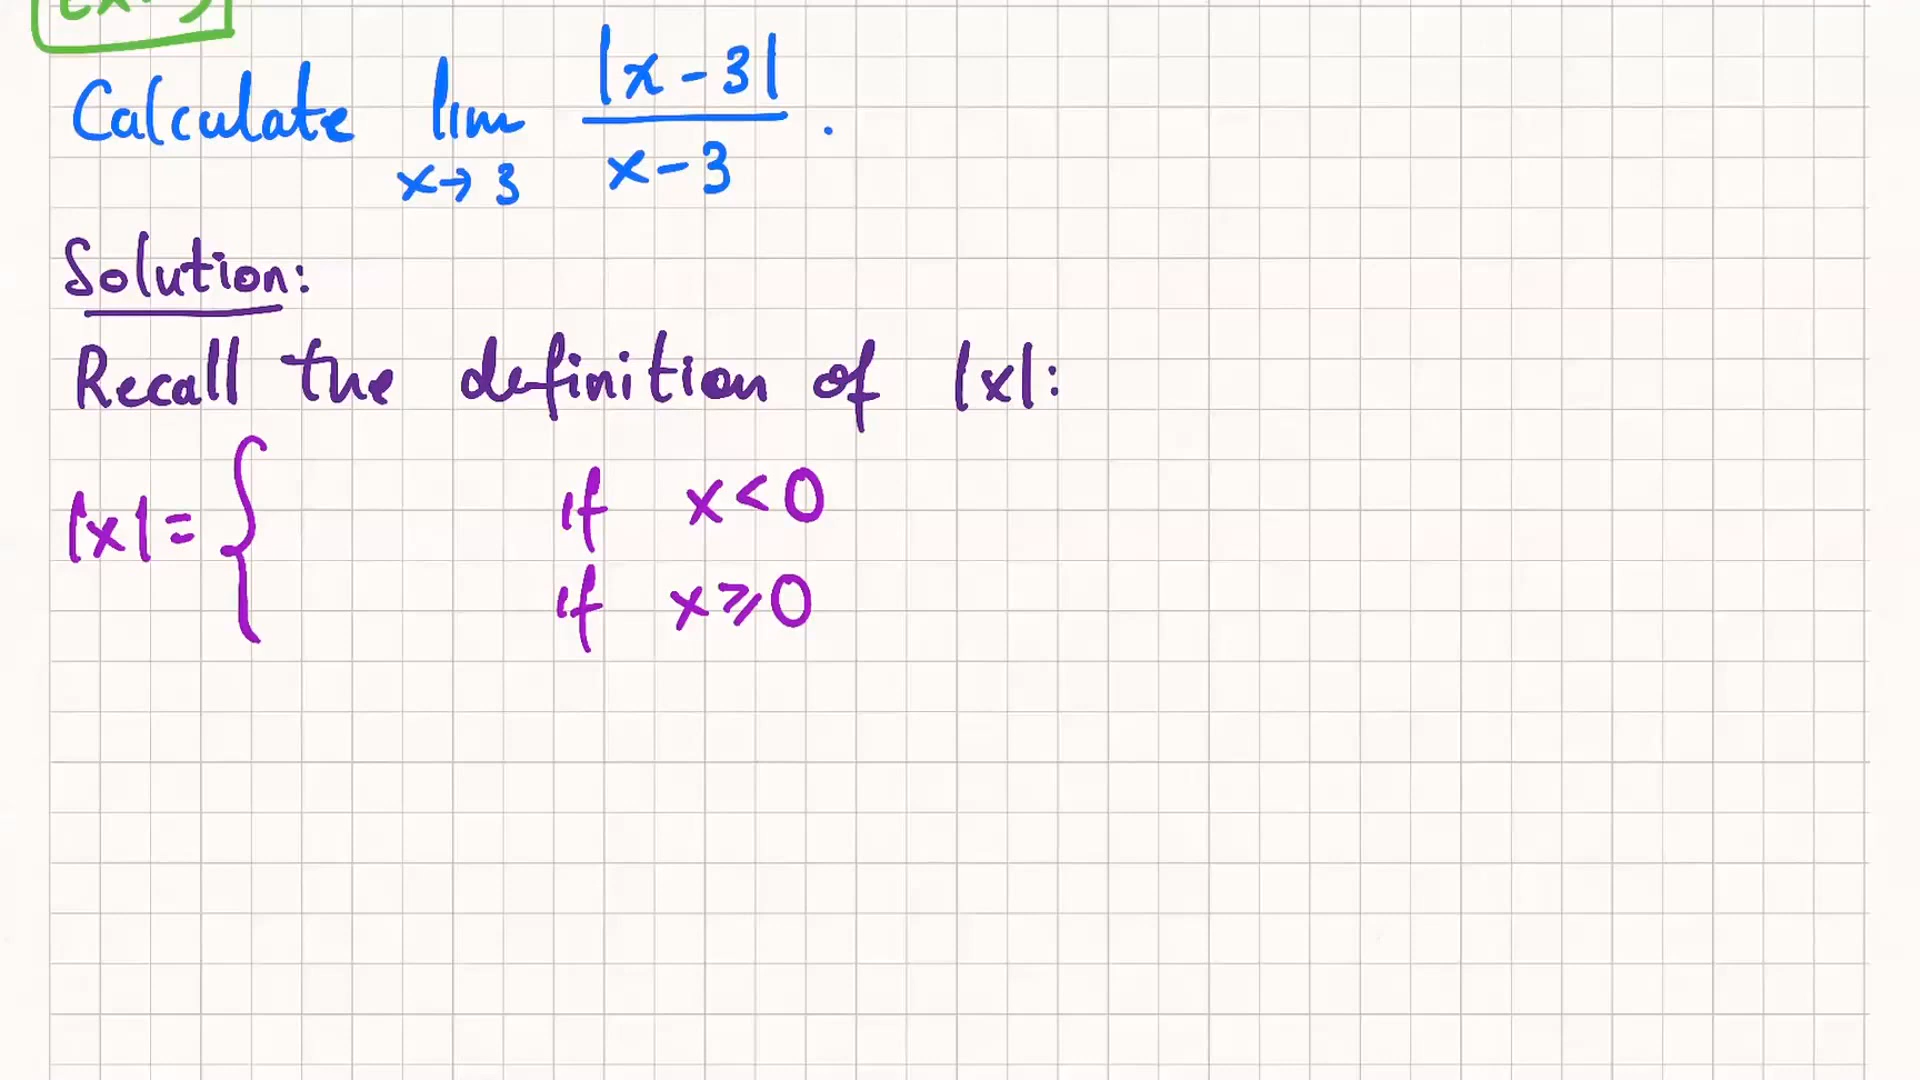 Calculate lim x→3 |x-3| / x-3 .
Solution:
Recall the definition of |x|:
|x| = { if x<0
if x⩾0